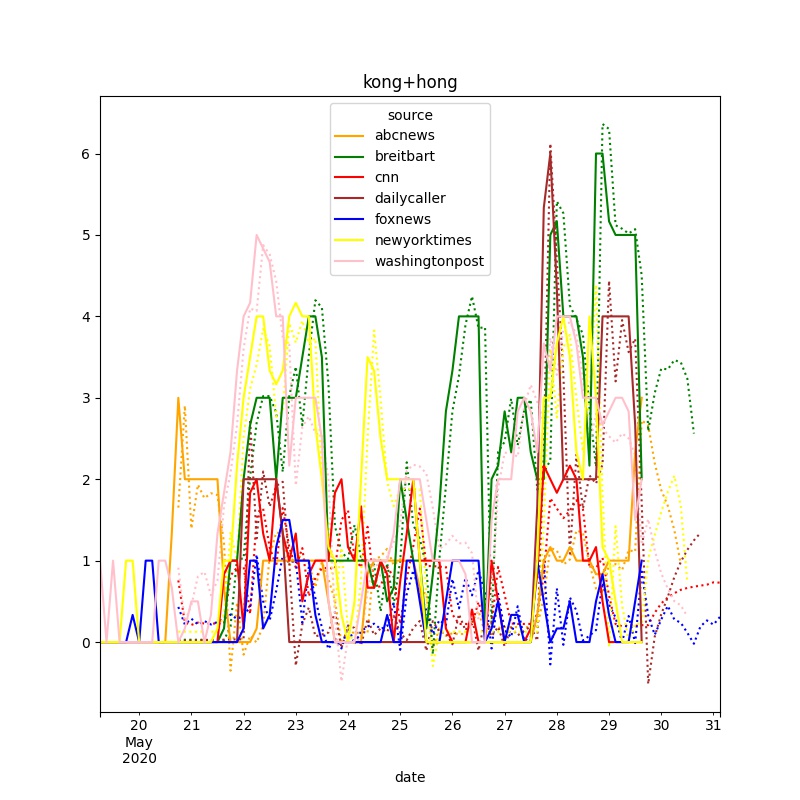 kong+hong
source
abcnews
breitbart
cnn
dailycaller
foxnews
newyorktimes
washingtonpost
6
5
4
3
2
1
0
20 21 22 23 24 25 26 27 28 29 30 31
May
2020
date